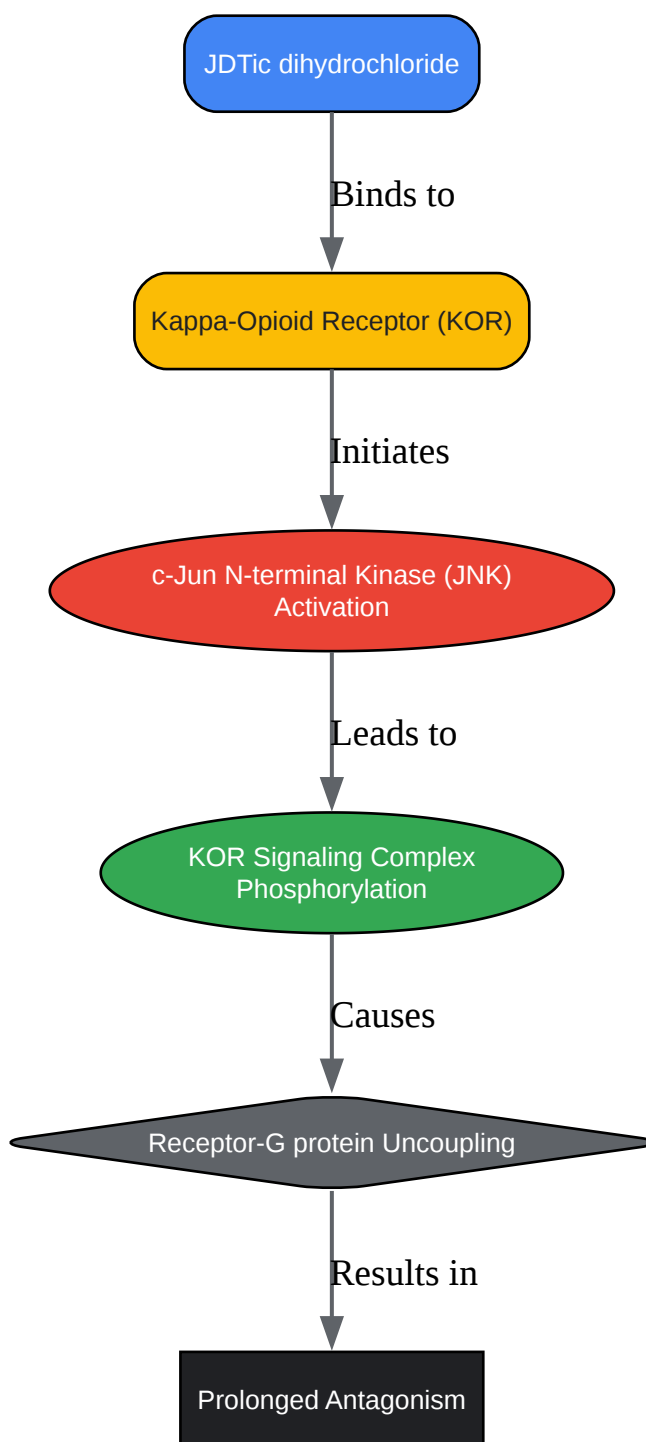 JDTic dihydrochloride
Binds to
Kappa-Opioid Receptor (KOR)
Initiates
c-Jun N-terminal Kinase (JNK)
Activation
Leads to
KOR Signaling Complex
Phosphorylation
Causes
Receptor-G protein Uncoupling
Results in
Prolonged Antagonism